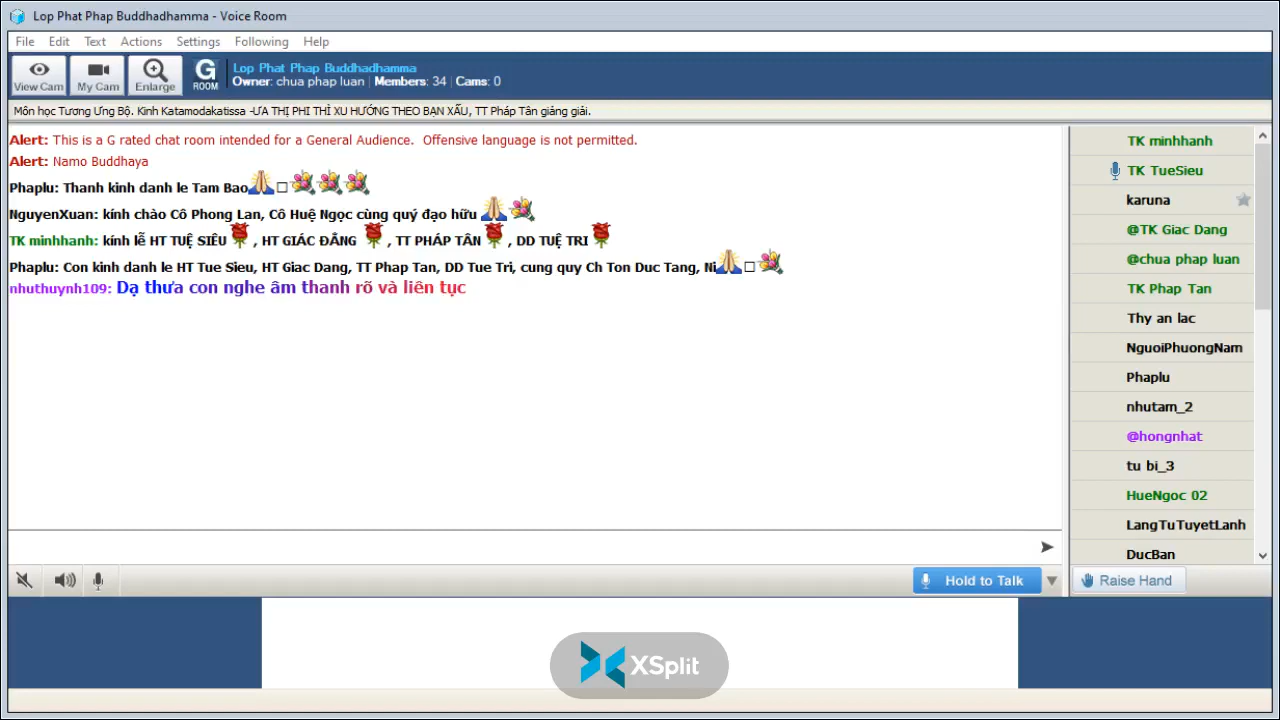 Lop Phat Phap Buddhadhamma - Voice Room
File Edit Text Actions Settings Following Help
View Cam My Cam Enlarge G ROOM
Lop Phat Phap Buddhadhamma
Owner: chua phap luan | Members: 34 | Cams: 0
Môn học Tương Ưng Bộ. Kinh Katamodakatissa -ƯA THỊ PHI THÌ XU HƯỚNG THEO BẠN XẤU, TT Pháp Tân giảng giải.
Alert: This is a G rated chat room intended for a General Audience. Offensive language is not permitted.
Alert: Namo Buddhaya
Phaplu: Thanh kinh danh le Tam Bao
NguyenXuan: kính chào Cô Phong Lan, Cô Huệ Ngọc cùng quý đạo hữu
TK minhhanh: kính lễ HT TUỆ SIÊU , HT GIÁC ĐẲNG , TT PHÁP TÂN , DD TUỆ TRI
Phaplu: Con kinh danh le HT Tue Sieu, HT Giac Dang, TT Phap Tan, DD Tue Tri, cung quy Ch Ton Duc Tang, Ni
nhuthuynh109: Dạ thưa con nghe âm thanh rõ và liên tục
TK minhhanh
TK TueSieu
karuna
@TK Giac Dang
@chua phap luan
TK Phap Tan
Thy an lac
NguoiPhuongNam
Phaplu
nhutam_2
@hongnhat
tu bi_3
HueNgoc 02
LangTuTuyetLanh
DucBan
Hold to Talk
Raise Hand
XSplit